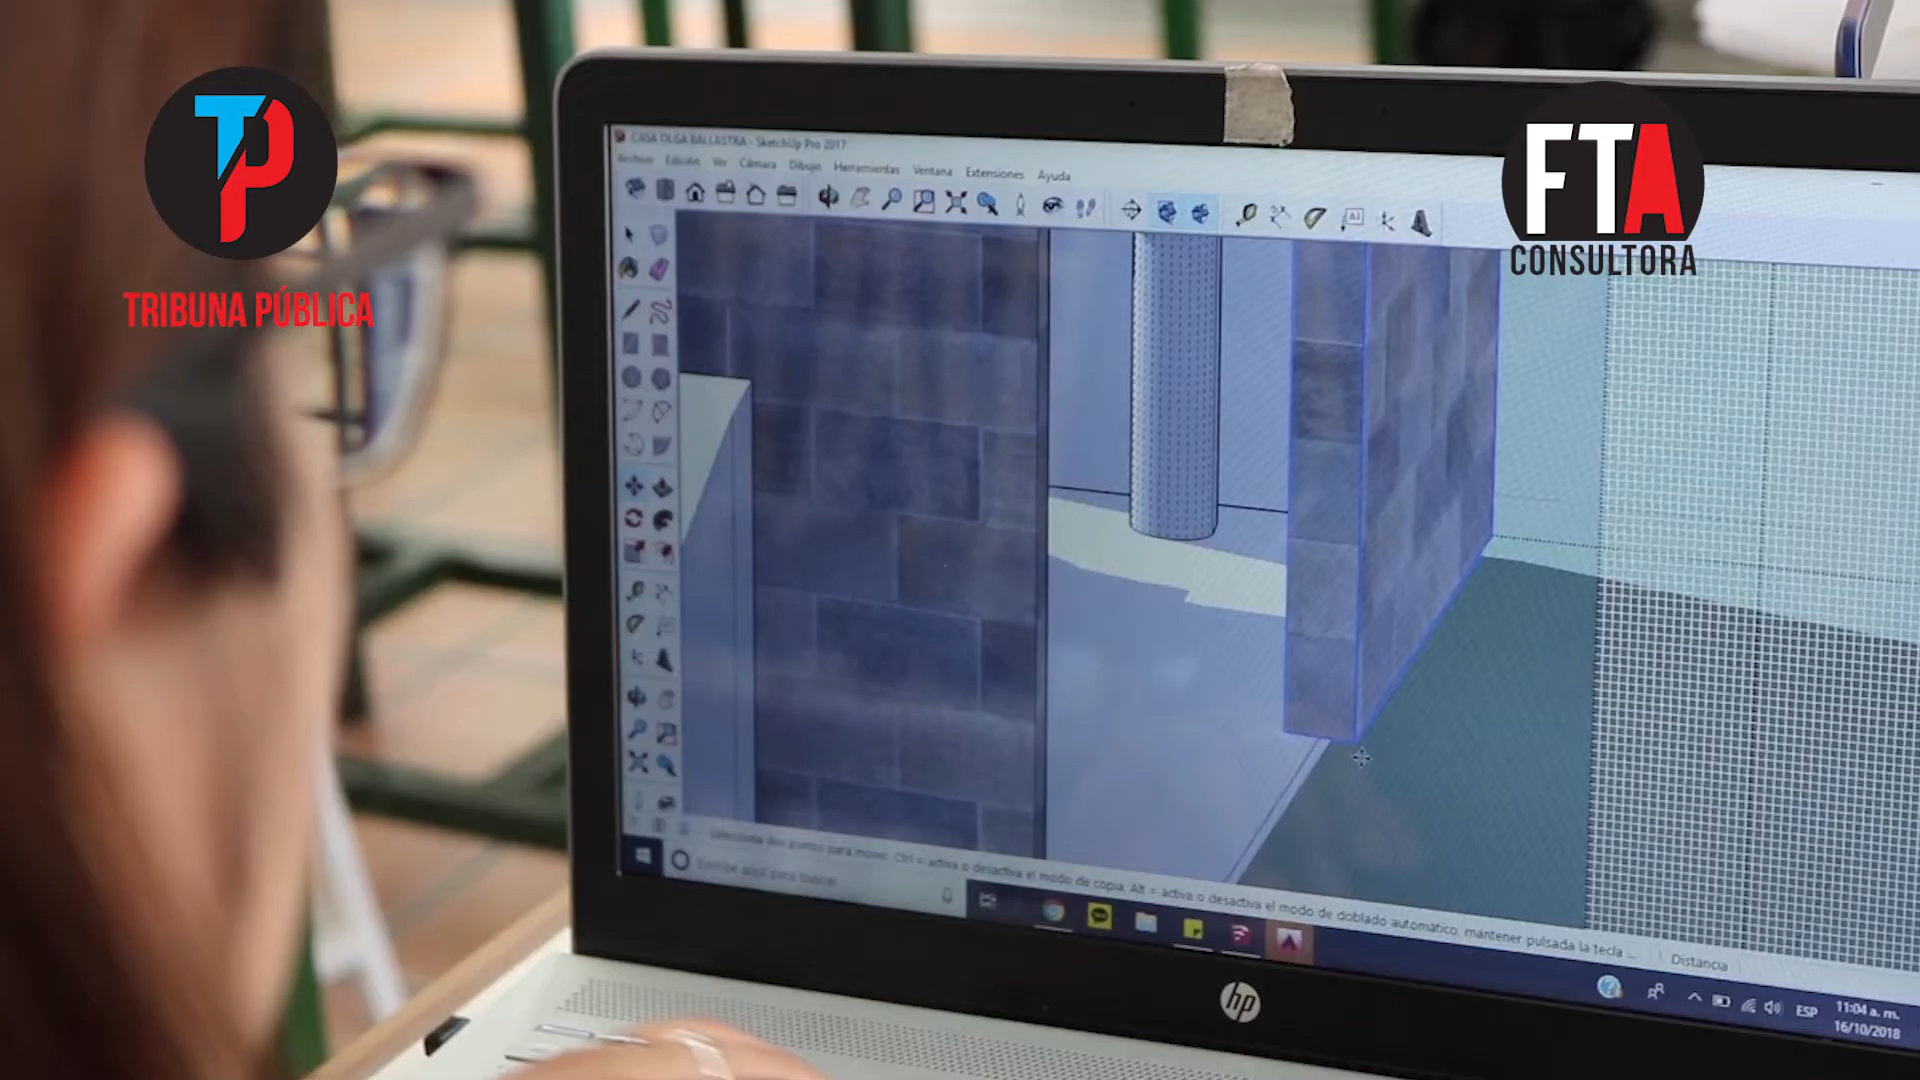 TP
TRIBUNA PÚBLICA
FTA
CONSULTORA
CASA OLGA BALLASTRA - SketchUp Pro 2017
Archivo Edición Ver Cámara Dibujo Herramientas Ventana Extensiones Ayuda
Selecciona dos puntos para mover. Ctrl = activa o desactiva el modo de copia, Alt = activa o desactiva el modo de doblado automático, mantener pulsada la tecla ...
Distancia
Escribe aquí para buscar
ESP
11:04 a. m.
16/10/2018
hp